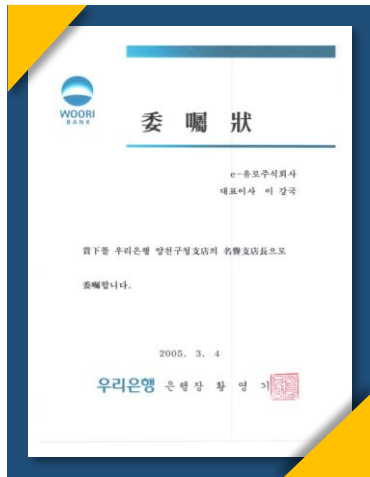 WOORI
BANK
委囑狀
e-유로주식회사
대표이사 이 강국
貴下를 우리은행 양천구청支店의 名譽支店長으로
委囑합니다.
2005. 3. 4
우리은행 은행장 황 영 기